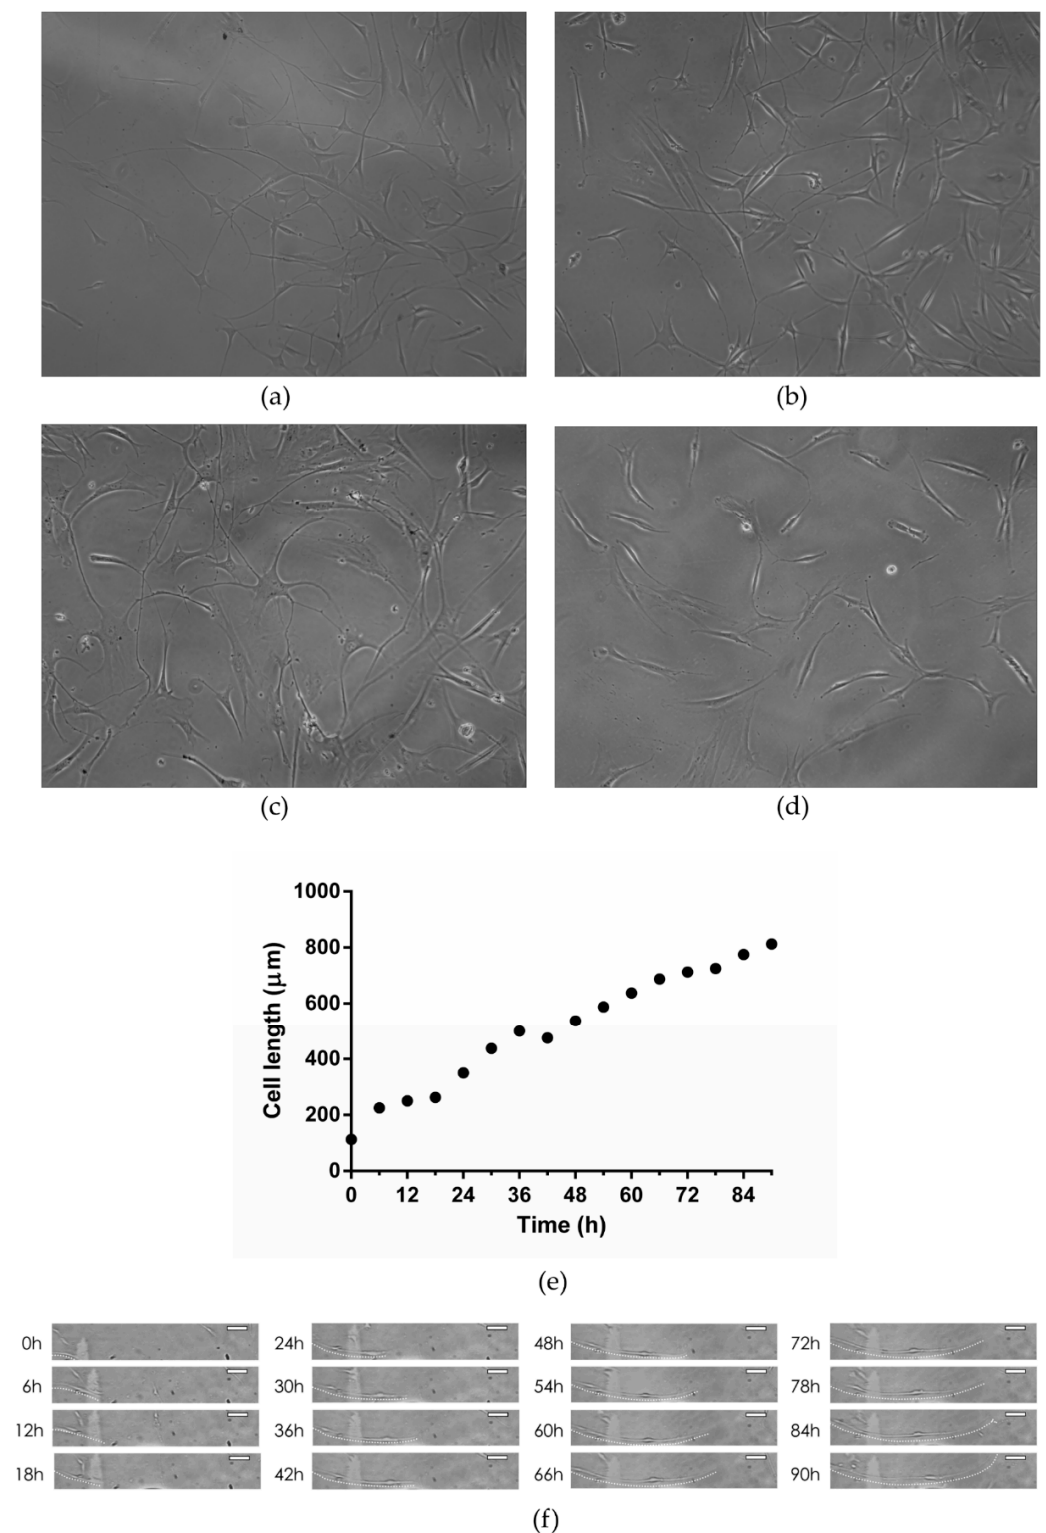 (a)
(b)
(c)
(d)
1000
800
600
400
200
0
Cell length (μm)
0 12 24 36 48 60 72 84
Time (h)
(e)
0h 24h 48h 72h
6h 30h 54h 78h
12h 36h 60h 84h
18h 42h 66h 90h
(f)